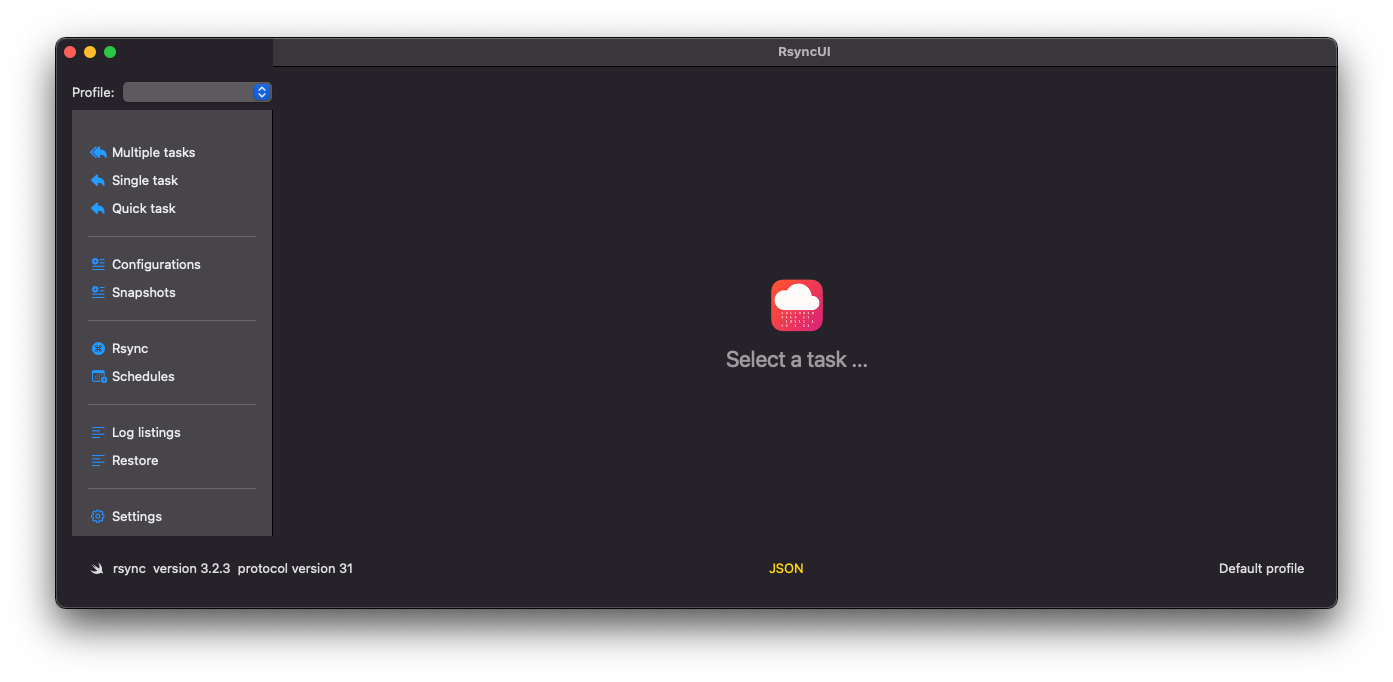 RsyncUI
Profile:
Multiple tasks
Single task
Quick task
Configurations
Snapshots
Rsync
Schedules
Log listings
Restore
Settings
Select a task ...
rsync  version 3.2.3  protocol version 31
JSON
Default profile